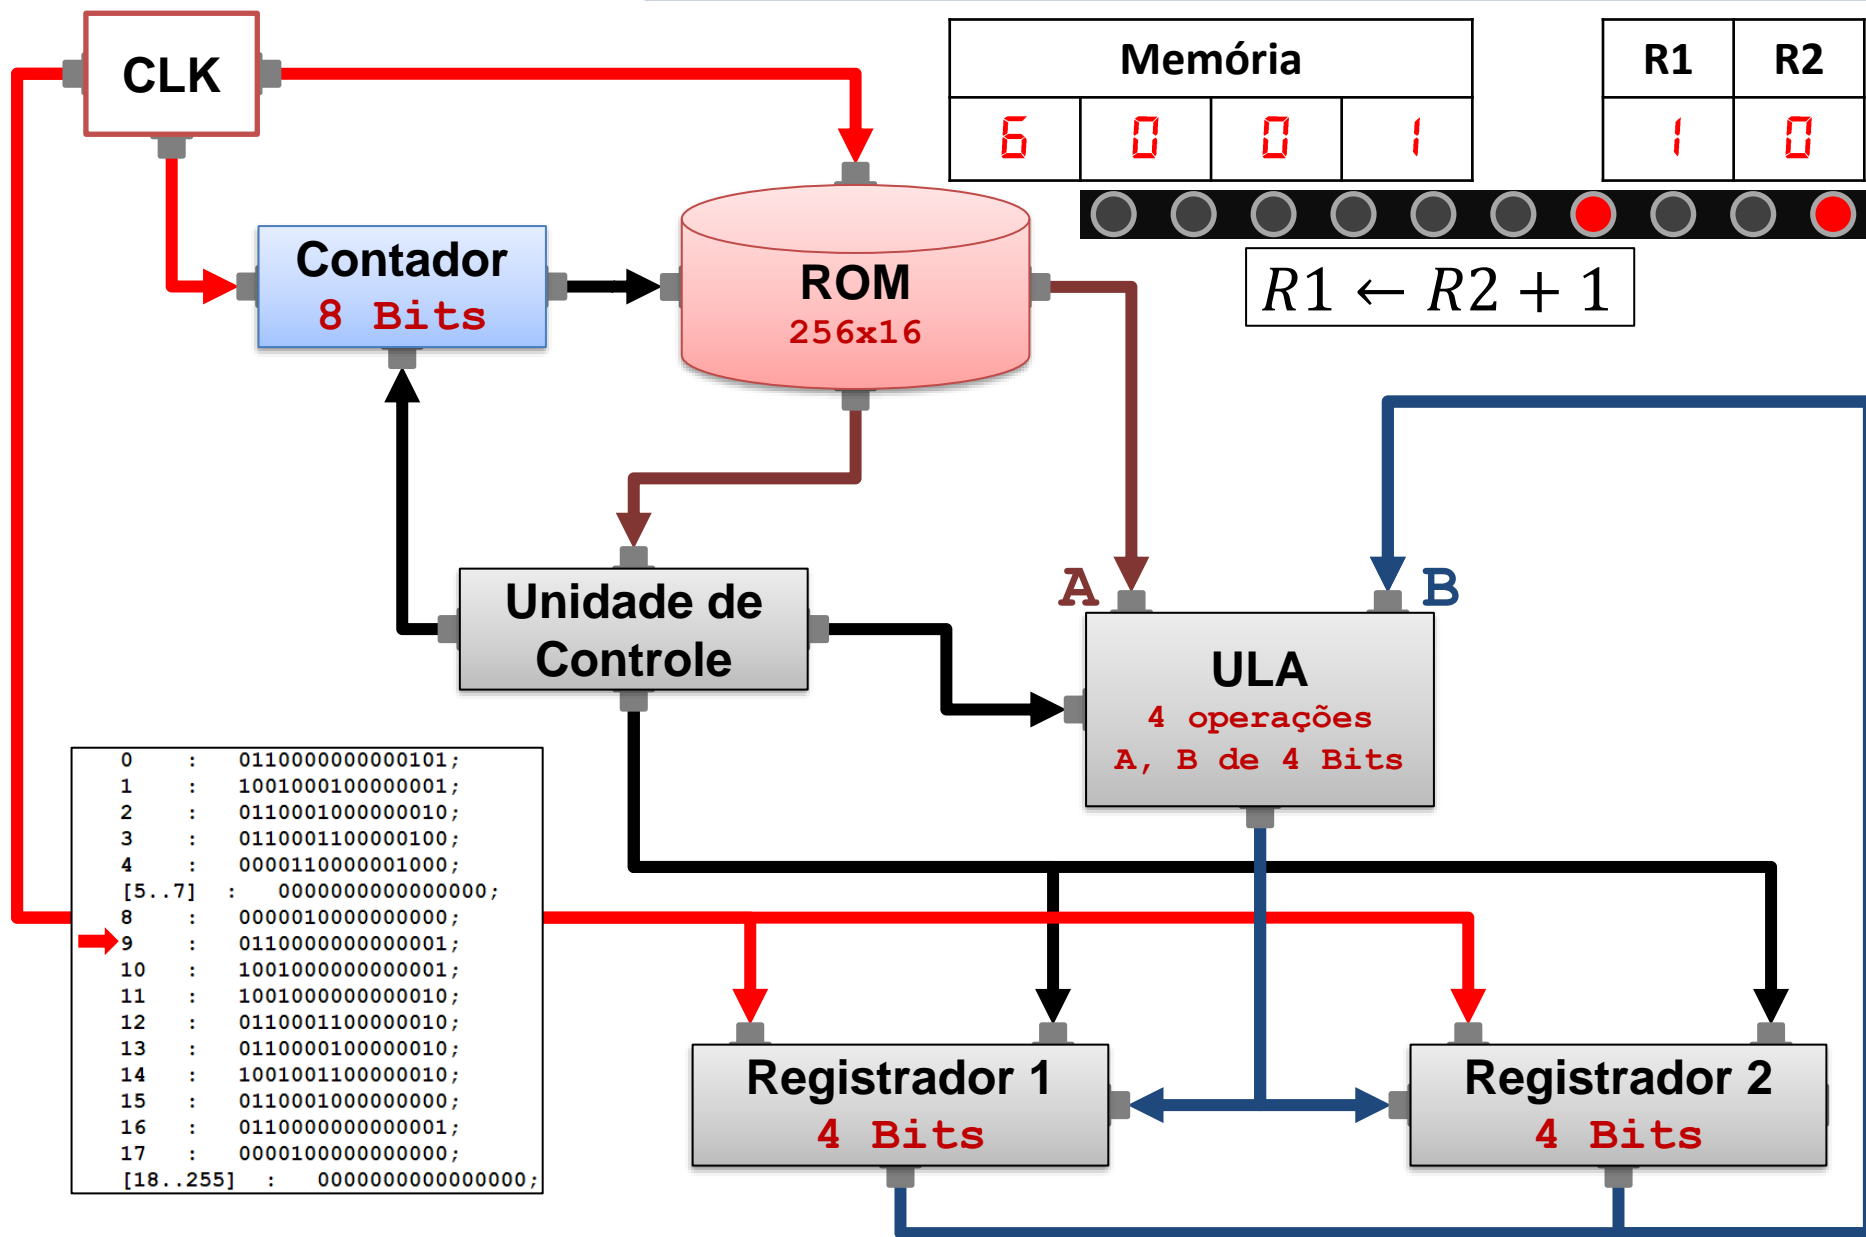 CLK
Memória
R1 R2
6 0 0 1
1 0
Contador
8 Bits
ROM
256x16
R1 ← R2 + 1
A
B
Unidade de
Controle
ULA
4 operações
A, B de 4 Bits
0 : 0110000000000101;
1 : 1001000100000001;
2 : 0110001000000010;
3 : 0110001100000100;
4 : 0000110000001000;
[5..7] : 0000000000000000;
8 : 0000010000000000;
9 : 0110000000000001;
10 : 1001000000000001;
11 : 1001000000000010;
12 : 0110001100000010;
13 : 0110000100000010;
14 : 1001001100000010;
15 : 0110001000000000;
16 : 0110000000000001;
17 : 0000100000000000;
[18..255] : 0000000000000000;
Registrador 1
4 Bits
Registrador 2
4 Bits